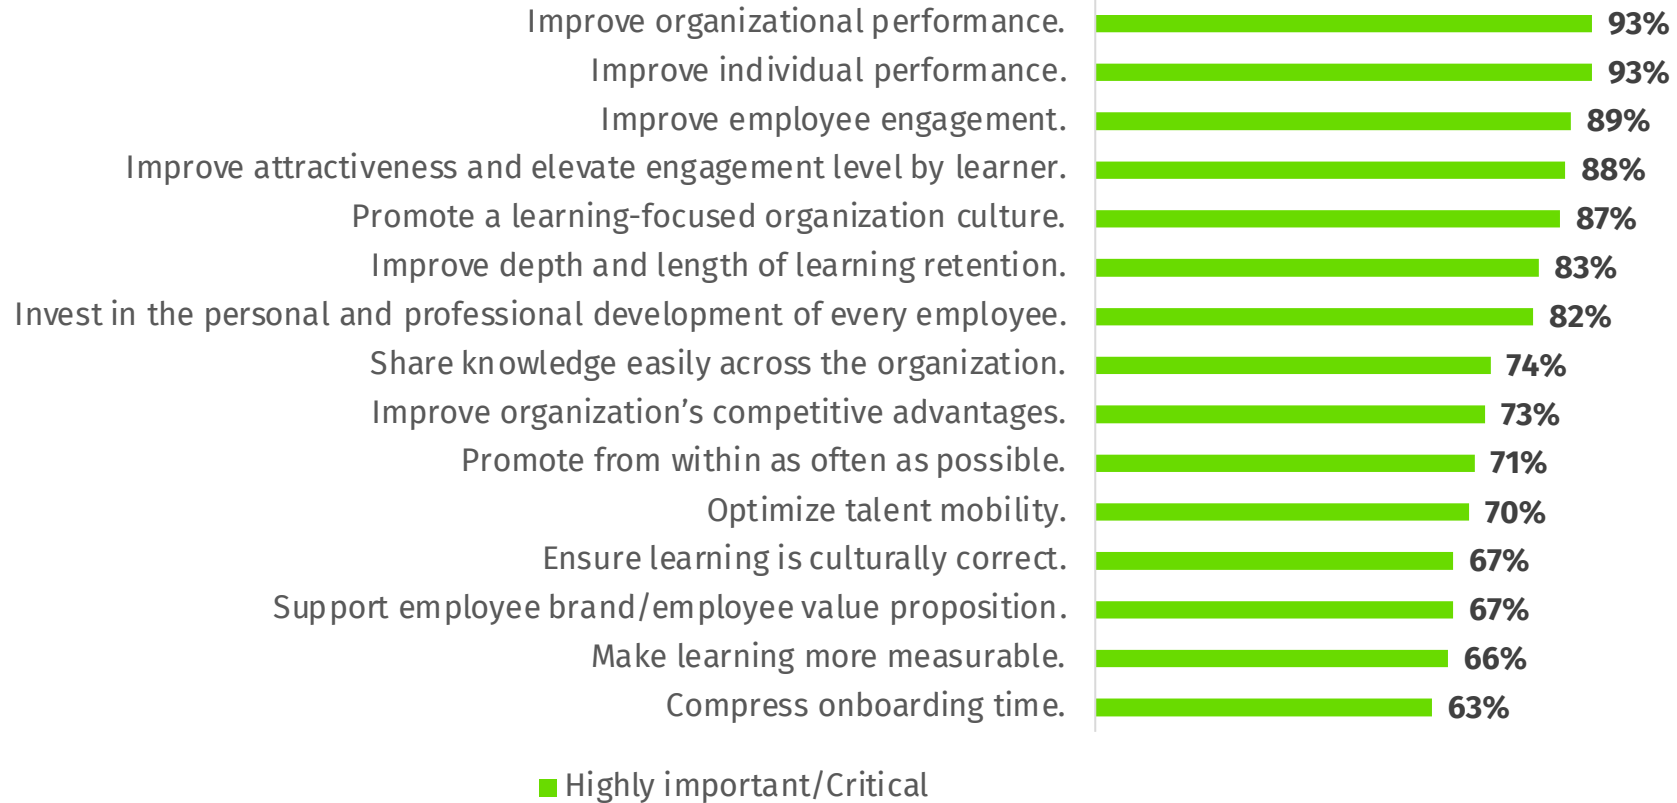 Improve organizational performance. 93%
Improve individual performance. 93%
Improve employee engagement. 89%
Improve attractiveness and elevate engagement level by learner. 88%
Promote a learning-focused organization culture. 87%
Improve depth and length of learning retention. 83%
Invest in the personal and professional development of every employee. 82%
Share knowledge easily across the organization. 74%
Improve organization’s competitive advantages. 73%
Promote from within as often as possible. 71%
Optimize talent mobility. 70%
Ensure learning is culturally correct. 67%
Support employee brand/employee value proposition. 67%
Make learning more measurable. 66%
Compress onboarding time. 63%
Highly important/Critical